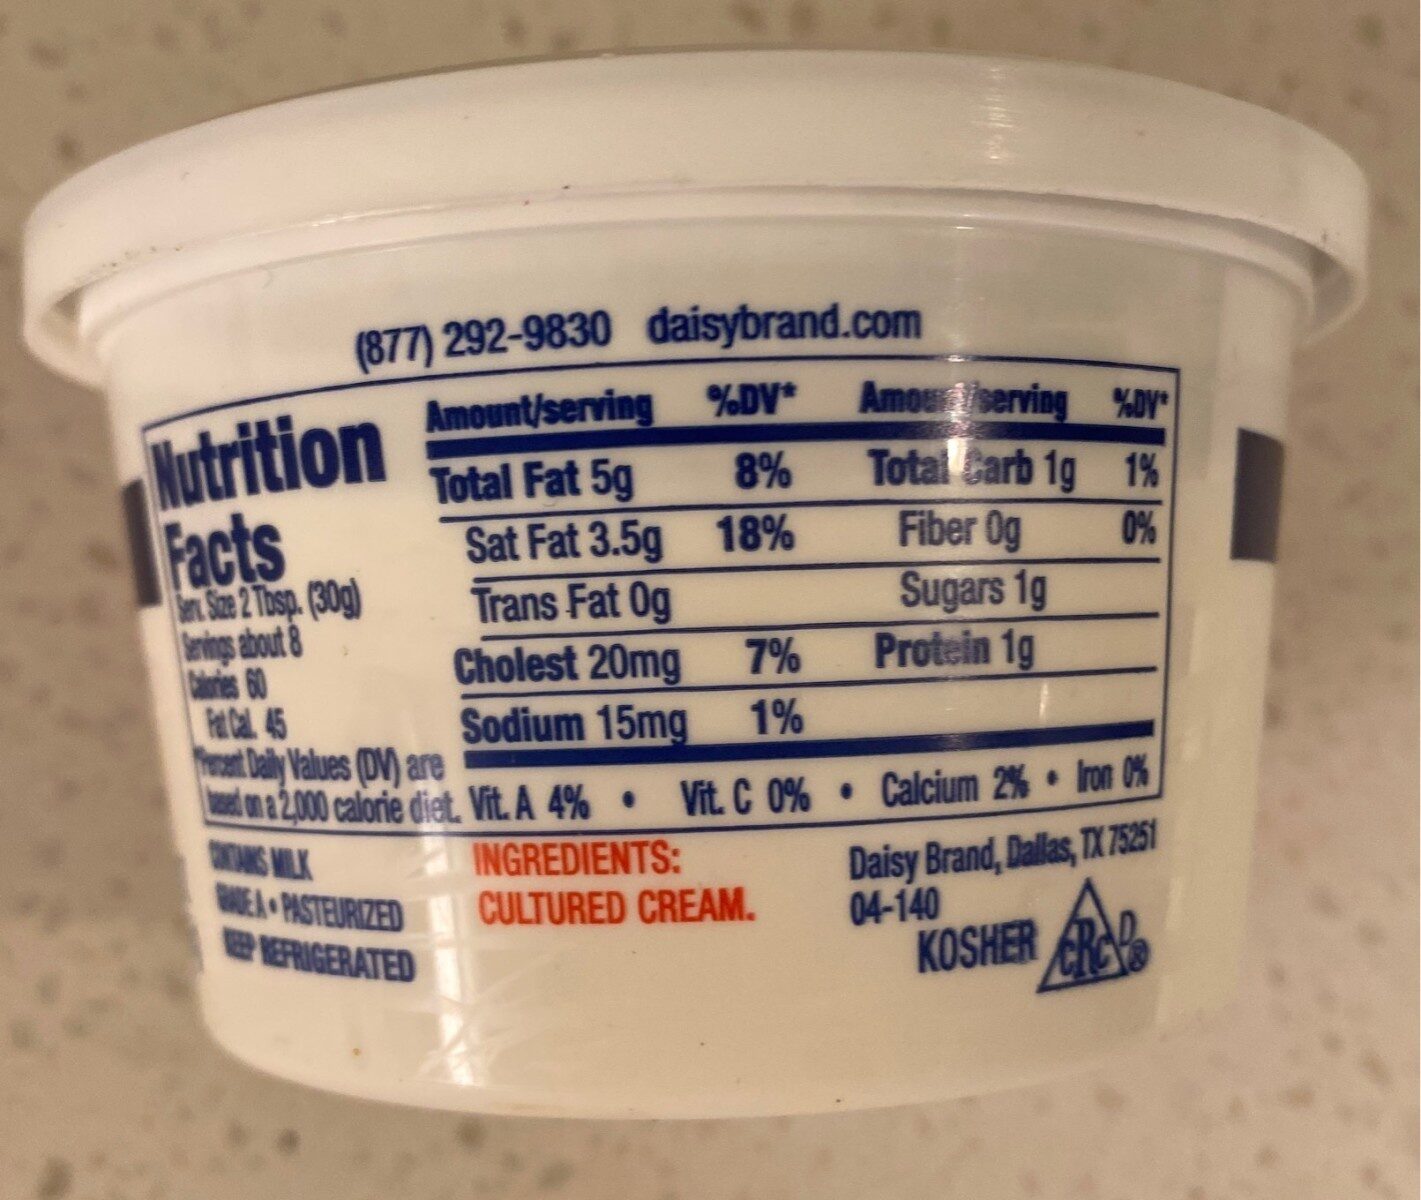 (877) 292-9830 daisybrand.com
Nutrition
Facts
Serv. Size 2 Tbsp. (30g)
Servings about 8
Calories 60
Fat Cal. 45
*Percent Daily Values (DV) are
based on a 2,000 calorie diet.
Amount/serving %DV* Amount/serving %DV*
Total Fat 5g 8% Total Carb 1g 1%
Sat Fat 3.5g 18% Fiber 0g 0%
Trans Fat 0g Sugars 1g
Cholest 20mg 7% Protein 1g
Sodium 15mg 1%
Vit. A 4% • Vit. C 0% • Calcium 2% • Iron 0%
CONTAINS MILK
GRADE A • PASTEURIZED
KEEP REFRIGERATED
INGREDIENTS:
CULTURED CREAM.
Daisy Brand, Dallas, TX 75251
04-140
KOSHER cRc D®